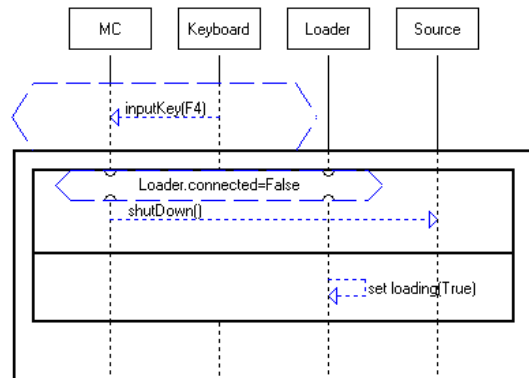 MC Keyboard Loader Source
inputKey(F4)
Loader.connected=False
shutDown()
set loading(True)